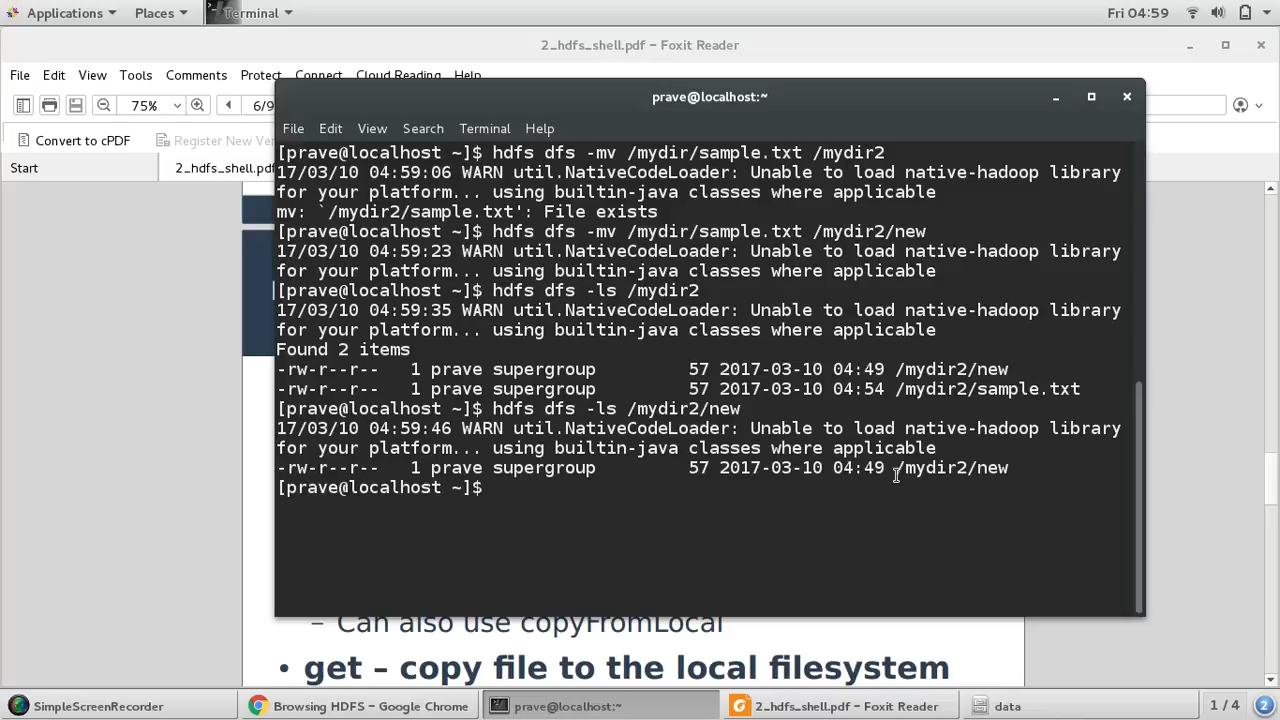 Applications Places Terminal Fri 04:59
2_hdfs_shell.pdf – Foxit Reader
File Edit View Tools Comments Protect Connect Cloud Reading Help
75% 6/9
Convert to cPDF Register New
Start 2_hdfs_shell.pdf
prave@localhost:~
File Edit View Search Terminal Help
[prave@localhost ~]$ hdfs dfs -mv /mydir/sample.txt /mydir2
17/03/10 04:59:06 WARN util.NativeCodeLoader: Unable to load native-hadoop library
for your platform... using builtin-java classes where applicable
mv: `/mydir2/sample.txt': File exists
[prave@localhost ~]$ hdfs dfs -mv /mydir/sample.txt /mydir2/new
17/03/10 04:59:23 WARN util.NativeCodeLoader: Unable to load native-hadoop library
for your platform... using builtin-java classes where applicable
[prave@localhost ~]$ hdfs dfs -ls /mydir2
17/03/10 04:59:35 WARN util.NativeCodeLoader: Unable to load native-hadoop library
for your platform... using builtin-java classes where applicable
Found 2 items
-rw-r--r--   1 prave supergroup         57 2017-03-10 04:49 /mydir2/new
-rw-r--r--   1 prave supergroup         57 2017-03-10 04:54 /mydir2/sample.txt
[prave@localhost ~]$ hdfs dfs -ls /mydir2/new
17/03/10 04:59:46 WARN util.NativeCodeLoader: Unable to load native-hadoop library
for your platform... using builtin-java classes where applicable
-rw-r--r--   1 prave supergroup         57 2017-03-10 04:49 /mydir2/new
[prave@localhost ~]$
– Can also use copyFromLocal
• get – copy file to the local filesystem
SimpleScreenRecorder Browsing HDFS – Google Chrome prave@localhost:~ 2_hdfs_shell.pdf – Foxit Reader data 1 / 4 2